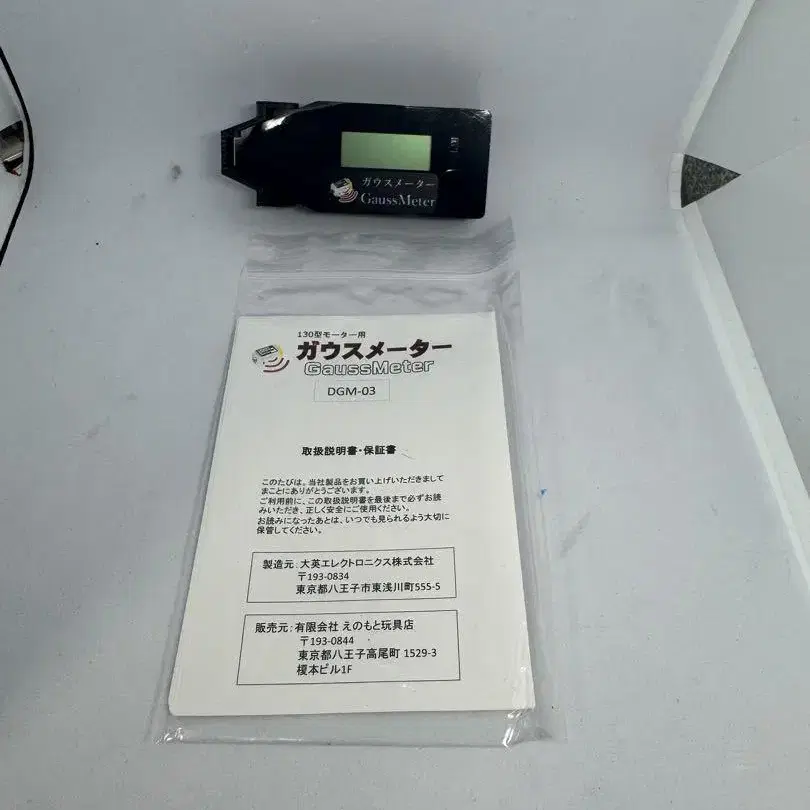 ガウスメーター
GaussMeter
130型モーター用
ガウスメーター
GaussMeter
DGM-03
取扱説明書・保証書
このたびは、当社製品をお買い上げいただきまして
まことにありがとうございます。
ご利用前に、この取扱説明書を最後まで必ずお読
みいただき、正しく安全にご使用ください。
お読みになったあとは、いつでも見られるよう大切に
保管してください。
製造元:大英エレクトロニクス株式会社
〒193-0834
東京都八王子市東浅川町555-5
販売元:有限会社 えのもと玩具店
〒193-0844
東京都八王子高尾町 1529-3
榎本ビル1F